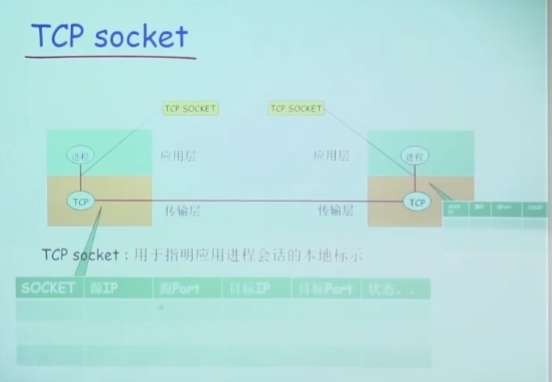 TCP socket
TCP SOCKET TCP SOCKET
进程 应用层 应用层 进程
TCP 传输层 传输层 TCP
TCP socket：用于指明应用进程会话的本地标示
SOCKET 源IP 源Port 目标IP 目标Port 状态..